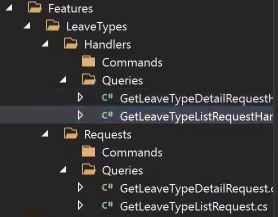 Features
LeaveTypes
Handlers
Commands
Queries
C# GetLeaveTypeDetailRequestH
C# GetLeaveTypeListRequestHar
Requests
Commands
Queries
C# GetLeaveTypeDetailRequest.c
C# GetLeaveTypeListRequest.cs